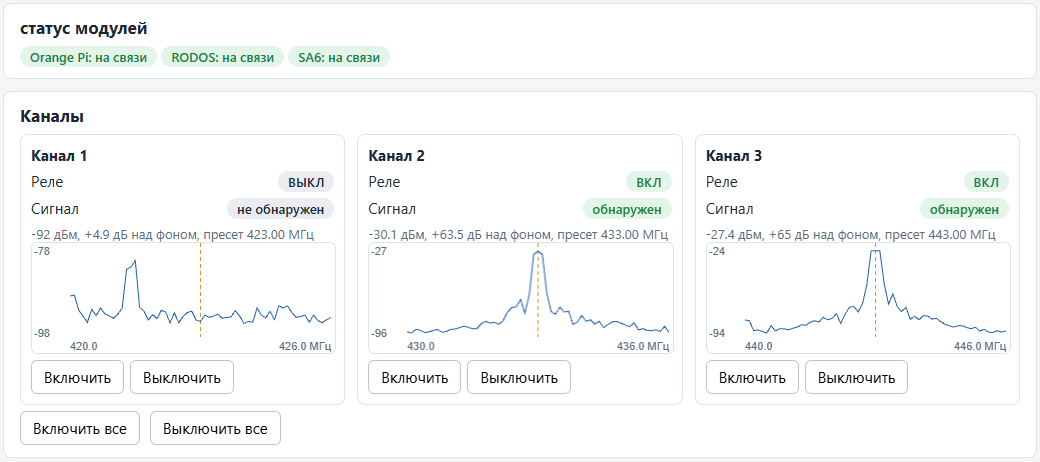 статус модулей
Orange Pi: на связи RODOS: на связи SA6: на связи
Каналы
Канал 1
Реле ВЫКЛ
Сигнал не обнаружен
-92 дБм, +4.9 дБ над фоном, пресет 423.00 МГц
-78
-98
420.0 426.0 МГц
Включить Выключить
Канал 2
Реле ВКЛ
Сигнал обнаружен
-30.1 дБм, +63.5 дБ над фоном, пресет 433.00 МГц
-27
-96
430.0 436.0 МГц
Включить Выключить
Канал 3
Реле ВКЛ
Сигнал обнаружен
-27.4 дБм, +65 дБ над фоном, пресет 443.00 МГц
-24
-94
440.0 446.0 МГц
Включить Выключить
Включить все Выключить все